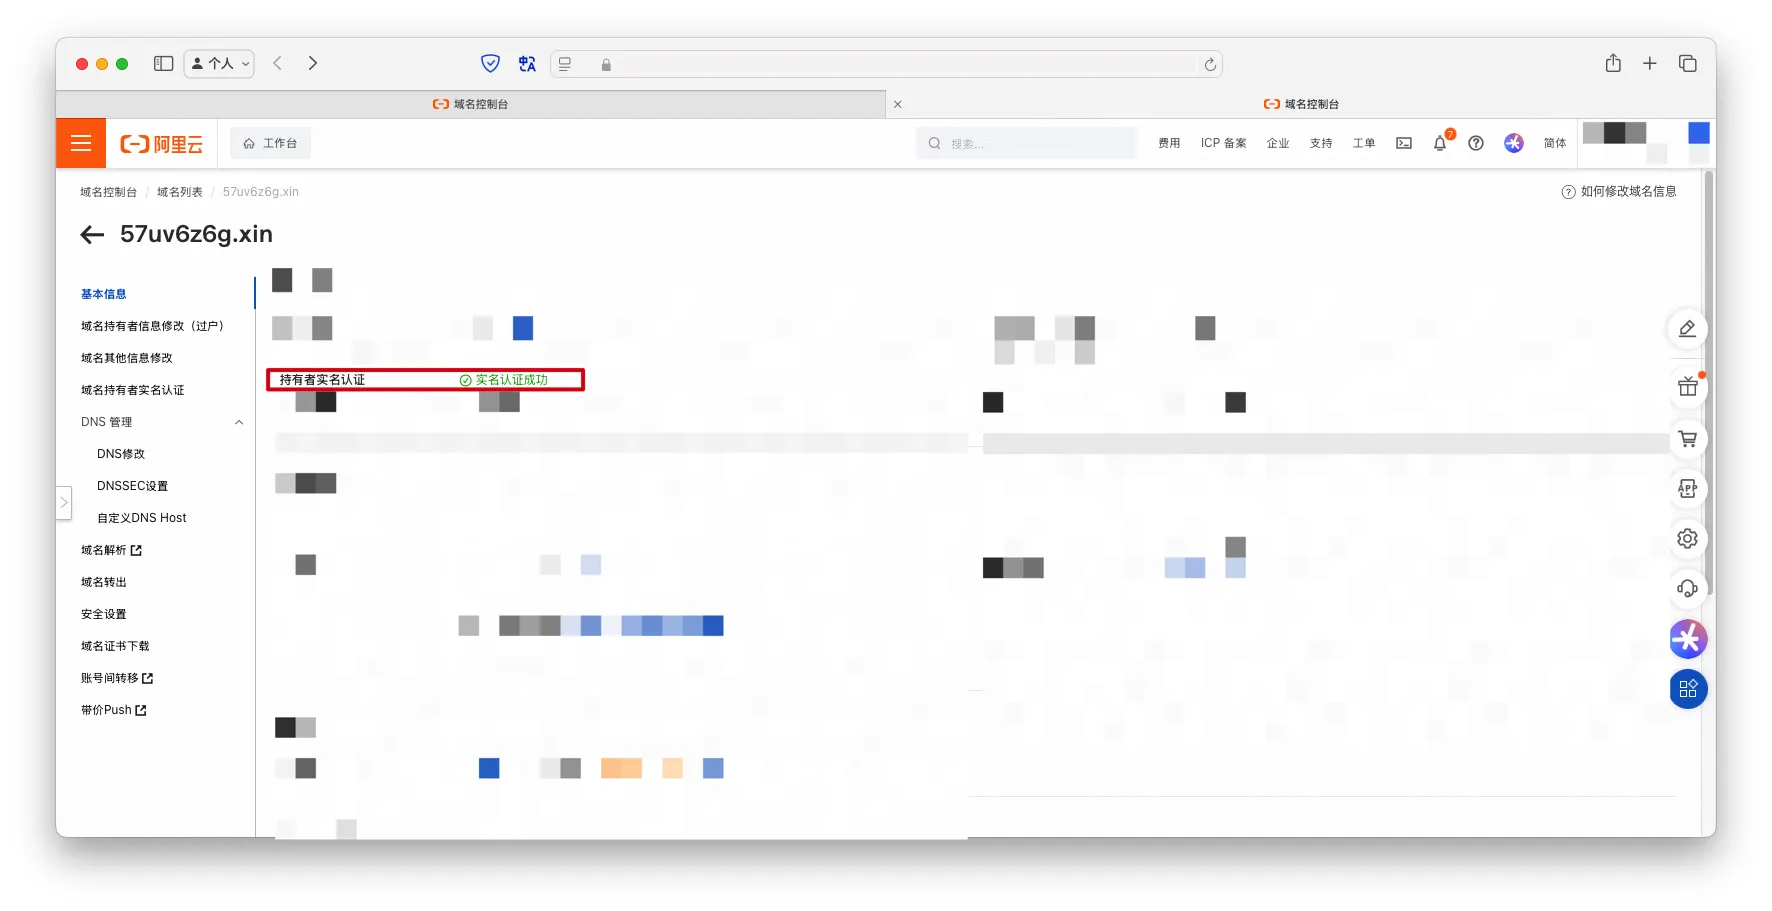 个人
域名控制台
域名控制台
阿里云
工作台
搜索...
费用
ICP 备案
企业
支持
工单
7
简体
域名控制台 / 域名列表 / 57uv6z6g.xin
如何修改域名信息
57uv6z6g.xin
基本信息
域名持有者信息修改（过户）
域名其他信息修改
持有者实名认证 实名认证成功
域名持有者实名认证
DNS 管理
DNS修改
DNSSEC设置
自定义DNS Host
域名解析
域名转出
安全设置
域名证书下载
账号间转移
带价Push
APP